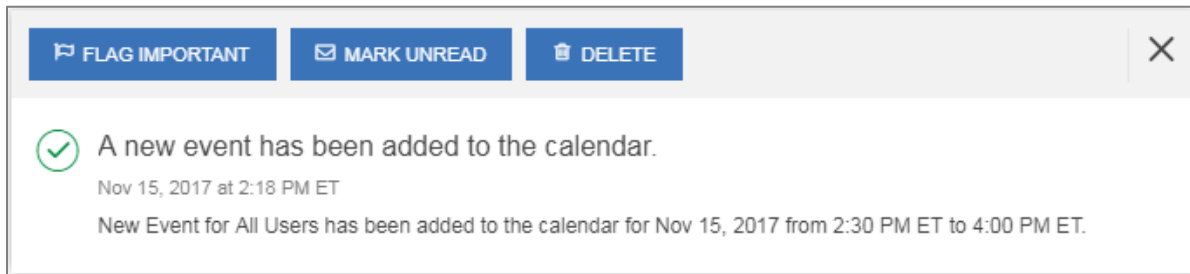 FLAG IMPORTANT MARK UNREAD DELETE
A new event has been added to the calendar.
Nov 15, 2017 at 2:18 PM ET
New Event for All Users has been added to the calendar for Nov 15, 2017 from 2:30 PM ET to 4:00 PM ET.